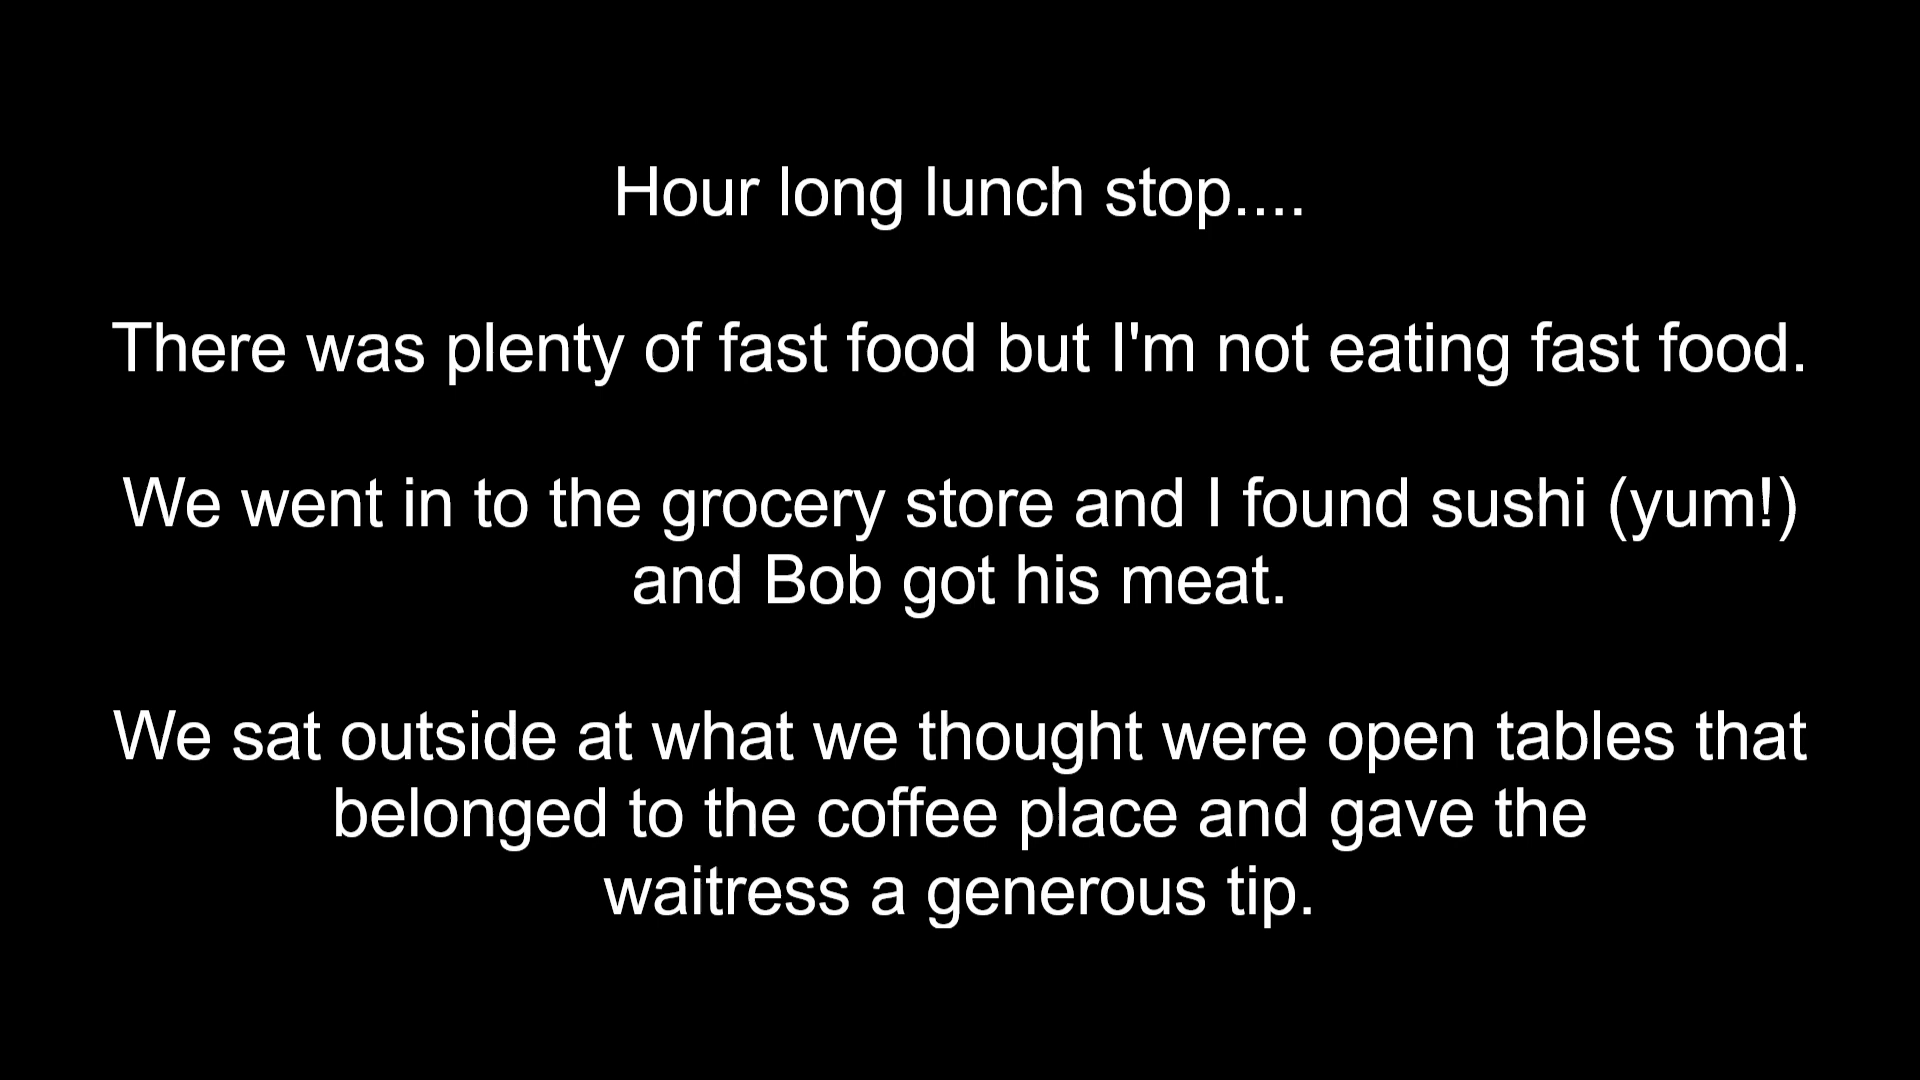 Hour long lunch stop....
There was plenty of fast food but I'm not eating fast food.
We went in to the grocery store and I found sushi (yum!)
and Bob got his meat.
We sat outside at what we thought were open tables that
belonged to the coffee place and gave the
waitress a generous tip.